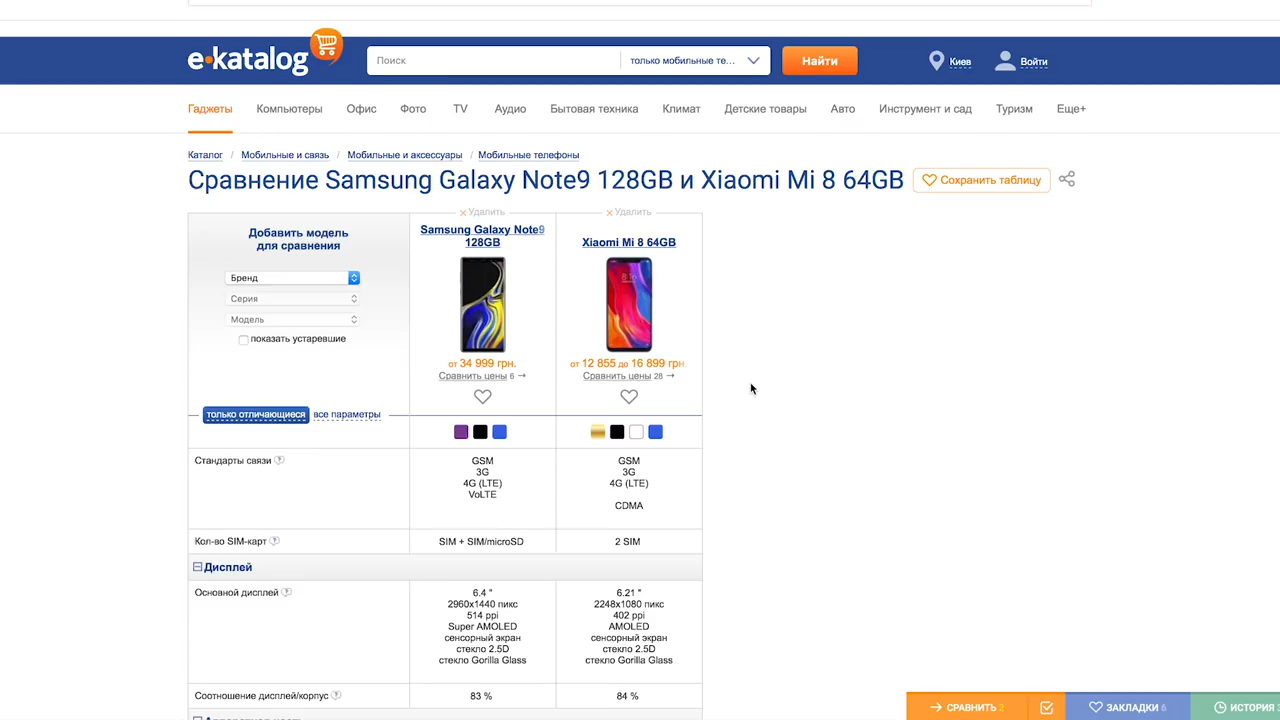 e-katalog
Поиск
только мобильные те...
Найти
Киев
Войти
Гаджеты Компьютеры Офис Фото TV Аудио Бытовая техника Климат Детские товары Авто Инструмент и сад Туризм Еще+
Каталог / Мобильные и связь / Мобильные и аксессуары / Мобильные телефоны
Сравнение Samsung Galaxy Note9 128GB и Xiaomi Mi 8 64GB
Сохранить таблицу
Добавить модель
для сравнения
Бренд
Серия
Модель
показать устаревшие
только отличающиеся все параметры
Удалить
Samsung Galaxy Note9
128GB
от 34 999 грн.
Сравнить цены 6 →
Удалить
Xiaomi Mi 8 64GB
от 12 855 до 16 899 грн.
Сравнить цены 28 →
Стандарты связи
GSM
3G
4G (LTE)
VoLTE
GSM
3G
4G (LTE)
CDMA
Кол-во SIM-карт
SIM + SIM/microSD
2 SIM
Дисплей
Основной дисплей
6.4 "
2960x1440 пикс
514 ppi
Super AMOLED
сенсорный экран
стекло 2.5D
стекло Gorilla Glass
6.21 "
2248x1080 пикс
402 ppi
AMOLED
сенсорный экран
стекло 2.5D
стекло Gorilla Glass
Соотношение дисплей/корпус
83 %
84 %
СРАВНИТЬ 2
ЗАКЛАДКИ 6
ИСТОРИЯ